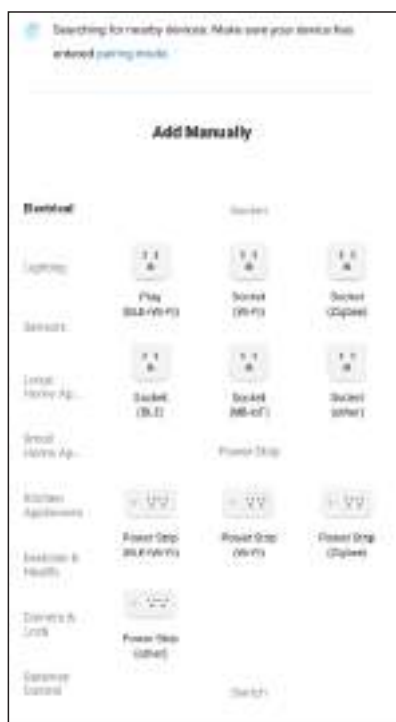 Searching for nearby devices. Make sure your device has
entered pairing mode.
Add Manually
Electrical
Socket
Lighting
Plug
(BLE+Wi-Fi)
Socket
(Wi-Fi)
Socket
(Zigbee)
Sensors
Large
Home Ap...
Socket
(BLE)
Socket
(NB-IoT)
Socket
(other)
Small
Home Ap...
Power Strip
Kitchen
Appliances
Power Strip
(BLE+Wi-Fi)
Power Strip
(Wi-Fi)
Power Strip
(Zigbee)
Exercise &
Health
Camera &
Lock
Power Strip
(other)
Gateway
Control
Switch